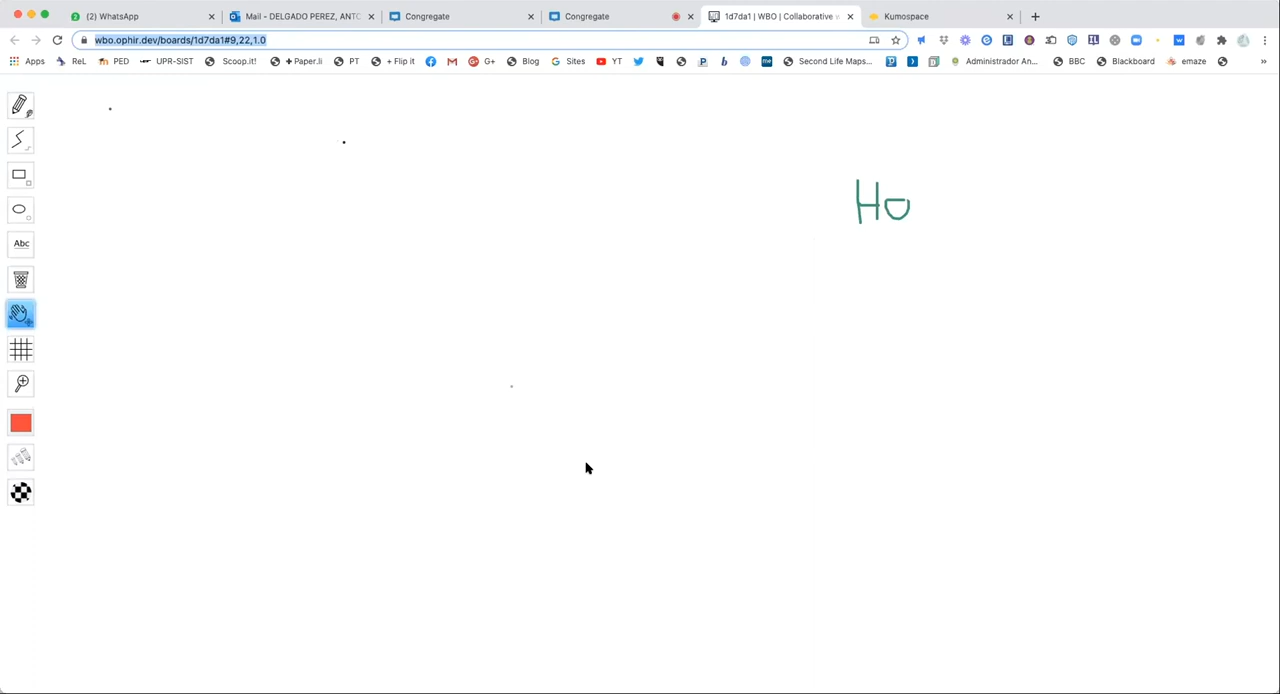 (2) WhatsApp
Mail - DELGADO PEREZ, ANTC
Congregate
Congregate
1d7da1 | WBO | Collaborative w
Kumospace
wbo.ophir.dev/boards/1d7da1#9,22,1.0
Apps ReL PED UPR-SIST Scoop.it! + Paper.li PT + Flip it G+ Blog Sites YT Second Life Maps... Administrador An... BBC Blackboard emaze »
Ho
Abc